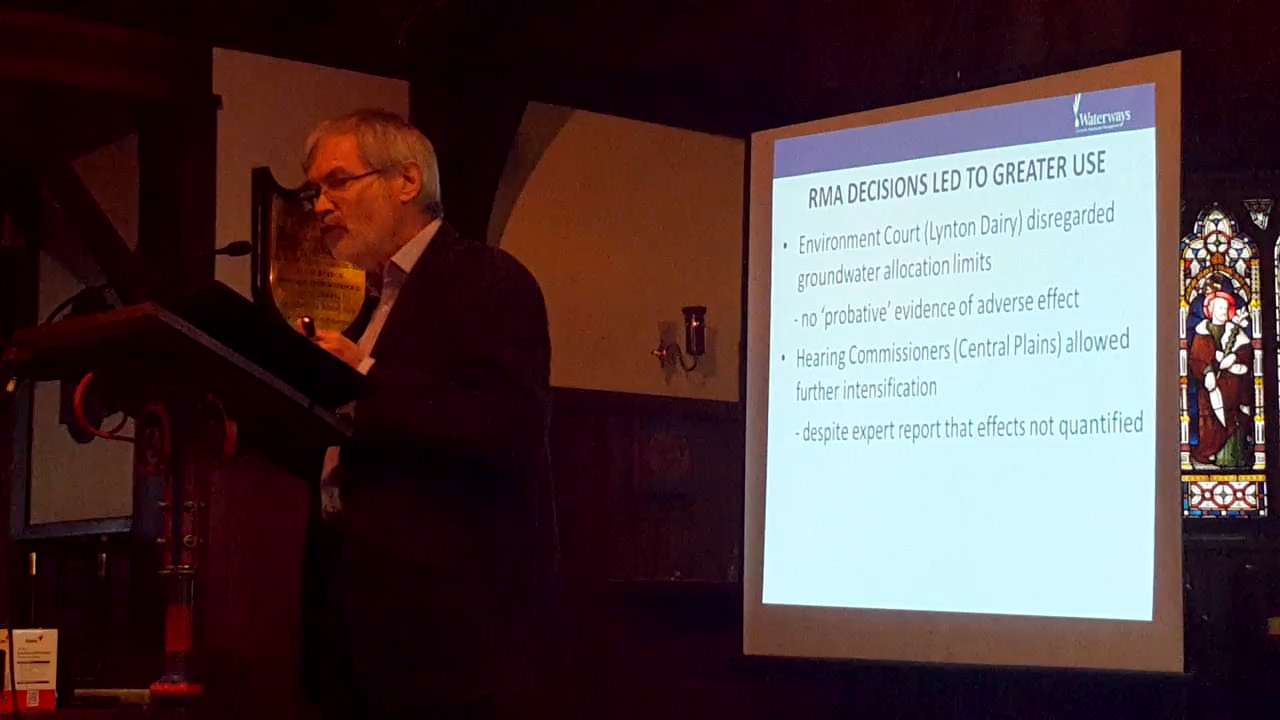 Waterways
RMA DECISIONS LED TO GREATER USE
• Environment Court (Lynton Dairy) disregarded
groundwater allocation limits
- no ‘probative’ evidence of adverse effect
• Hearing Commissioners (Central Plains) allowed
further intensification
- despite expert report that effects not quantified